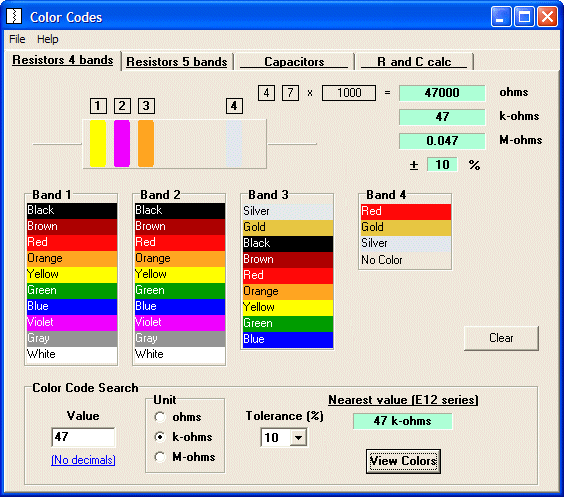 Color Codes
File Help
Resistors 4 bands Resistors 5 bands Capacitors R and C calc
4 7 x 1000 = 47000 ohms
1 2 3 4
47 k-ohms
0.047 M-ohms
± 10 %
Band 1
Black
Brown
Red
Orange
Yellow
Green
Blue
Violet
Gray
White
Band 2
Black
Brown
Red
Orange
Yellow
Green
Blue
Violet
Gray
White
Band 3
Silver
Gold
Black
Brown
Red
Orange
Yellow
Green
Blue
Band 4
Red
Gold
Silver
No Color
Clear
Color Code Search
Value
47
(No decimals)
Unit
ohms
k-ohms
M-ohms
Tolerance (%)
10
Nearest value (E12 series)
47 k-ohms
View Colors